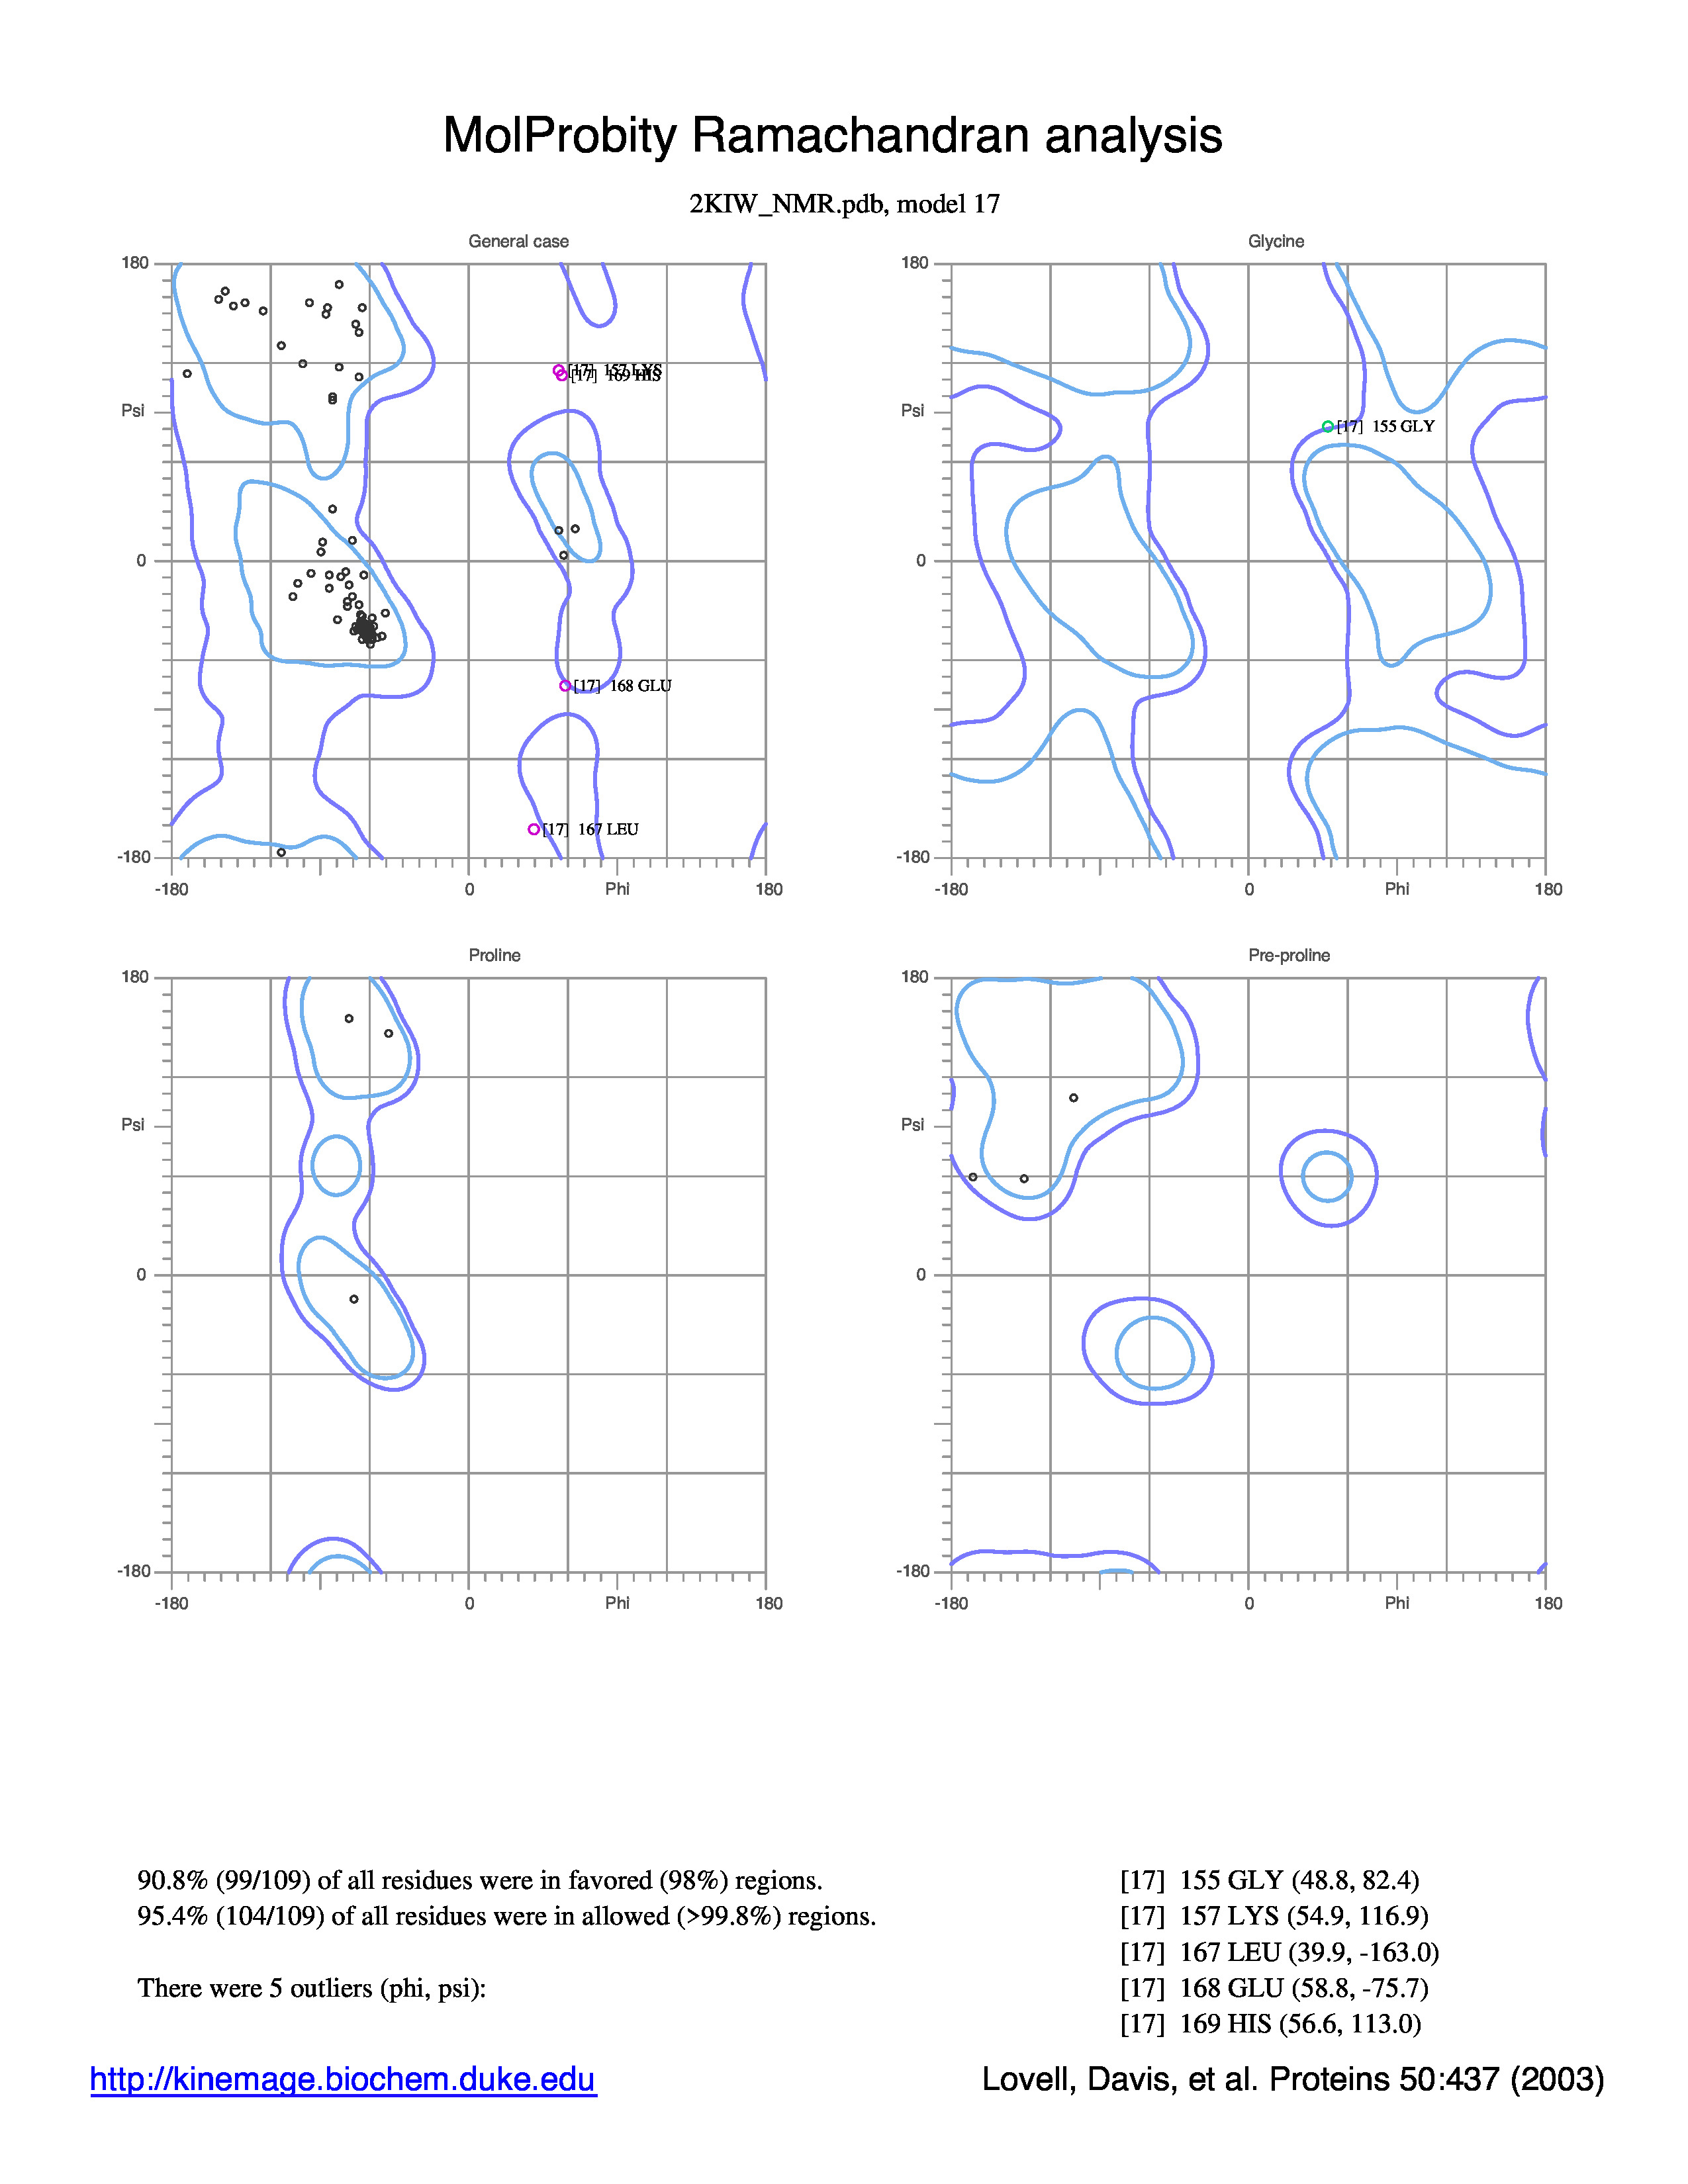 MolProbity Ramachandran analysis
2KIW_NMR.pdb, model 17
General case
180
Psi
0
-180
-180
0
Phi
180
[17] 157 LYS
[17] 169 HIS
[17] 168 GLU
[17] 167 LEU
Glycine
180
Psi
0
-180
-180
0
Phi
180
[17] 155 GLY
Proline
180
Psi
0
-180
-180
0
Phi
180
Pre-proline
180
Psi
0
-180
-180
0
Phi
180
90.8% (99/109) of all residues were in favored (98%) regions.
95.4% (104/109) of all residues were in allowed (>99.8%) regions.
There were 5 outliers (phi, psi):
[17] 155 GLY (48.8, 82.4)
[17] 157 LYS (54.9, 116.9)
[17] 167 LEU (39.9, -163.0)
[17] 168 GLU (58.8, -75.7)
[17] 169 HIS (56.6, 113.0)
http://kinemage.biochem.duke.edu
Lovell, Davis, et al. Proteins 50:437 (2003)